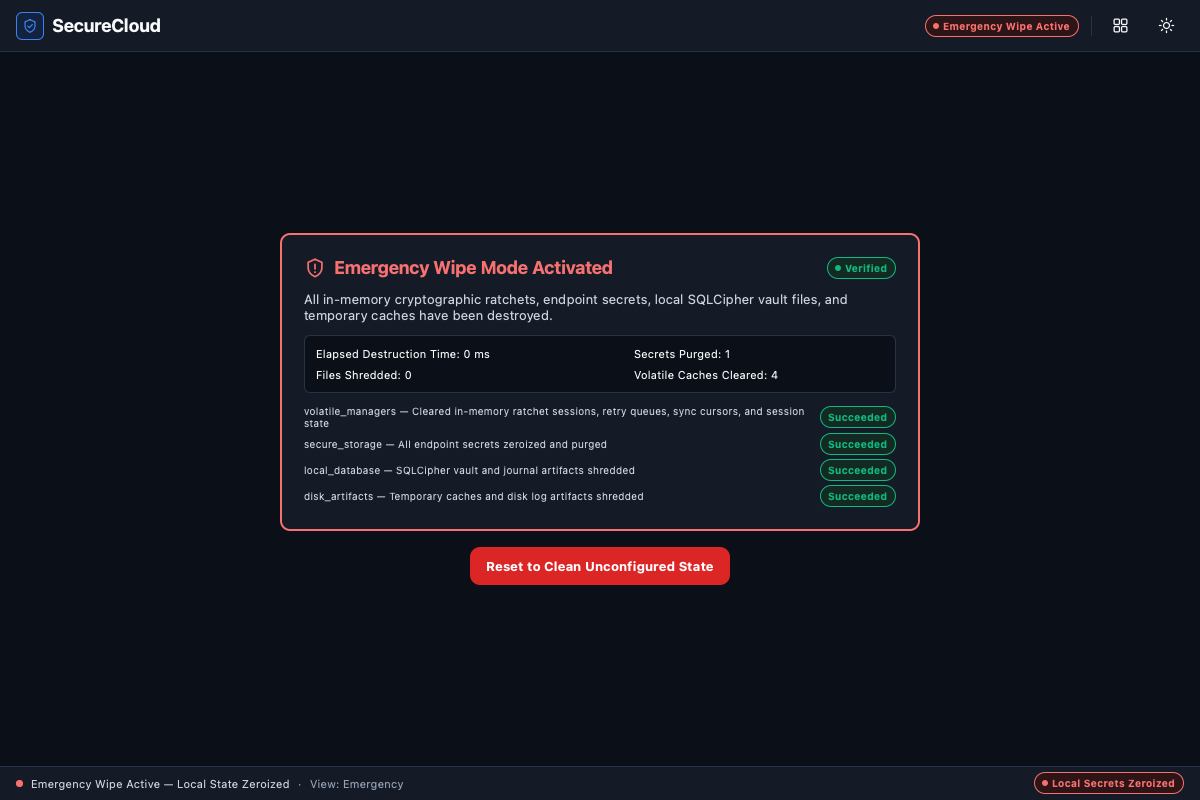 SecureCloud
Emergency Wipe Active
Emergency Wipe Mode Activated
Verified
All in-memory cryptographic ratchets, endpoint secrets, local SQLCipher vault files, and
temporary caches have been destroyed.
Elapsed Destruction Time: 0 ms
Secrets Purged: 1
Files Shredded: 0
Volatile Caches Cleared: 4
volatile_managers — Cleared in-memory ratchet sessions, retry queues, sync cursors, and session
state
Succeeded
secure_storage — All endpoint secrets zeroized and purged
Succeeded
local_database — SQLCipher vault and journal artifacts shredded
Succeeded
disk_artifacts — Temporary caches and disk log artifacts shredded
Succeeded
Reset to Clean Unconfigured State
Emergency Wipe Active — Local State Zeroized · View: Emergency
Local Secrets Zeroized